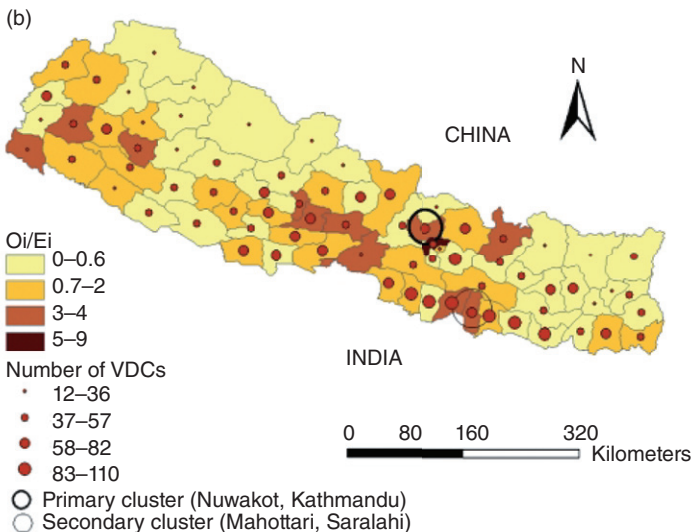 (b)
N
CHINA
Oi/Ei
0–0.6
0.7–2
3–4
5–9
INDIA
Number of VDCs
12–36
37–57
58–82
83–110
0 80 160 320
Kilometers
Primary cluster (Nuwakot, Kathmandu)
Secondary cluster (Mahottari, Saralahi)